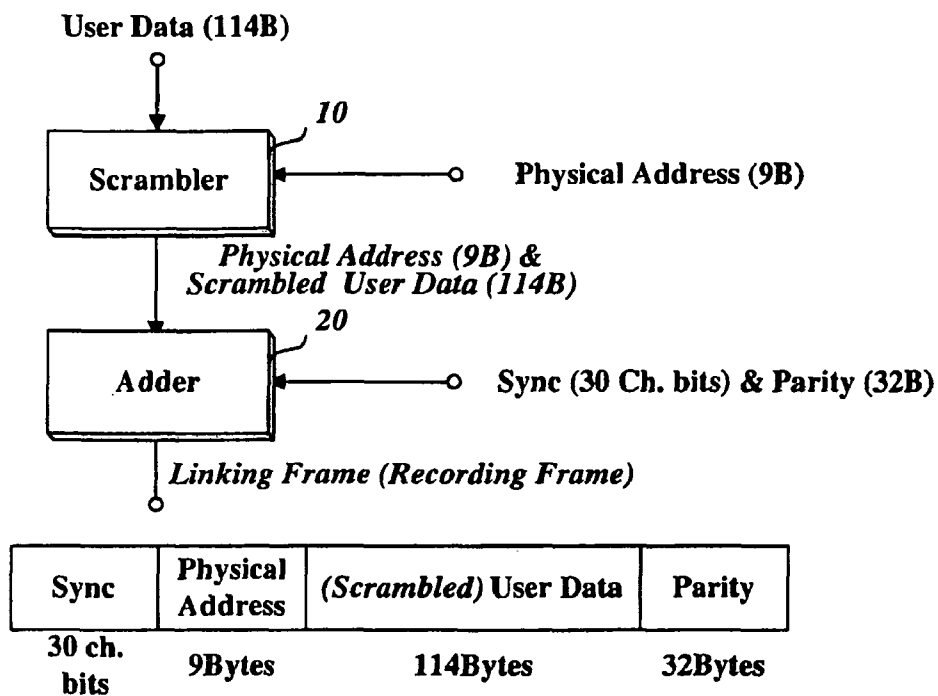 User Data (114B)
10
Scrambler
Physical Address (9B)
Physical Address (9B) &
Scrambled User Data (114B)
20
Adder
Sync (30 Ch. bits) & Parity (32B)
Linking Frame (Recording Frame)
Sync
Physical
Address
(Scrambled) User Data
Parity
30 ch.
bits
9Bytes
114Bytes
32Bytes